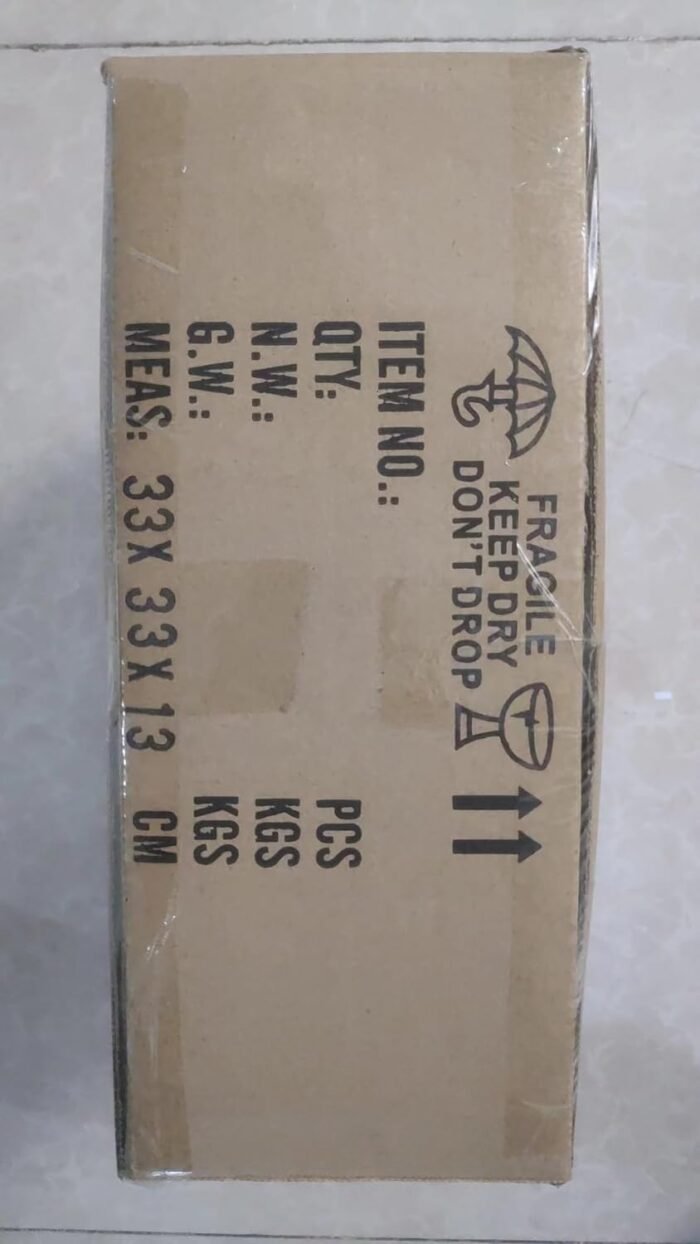 FRAGILE
KEEP DRY
DON'T DROP
ITEM NO.:
QTY: PCS
N.W.: KGS
G.W.: KGS
MEAS: 33X 33X 13 CM